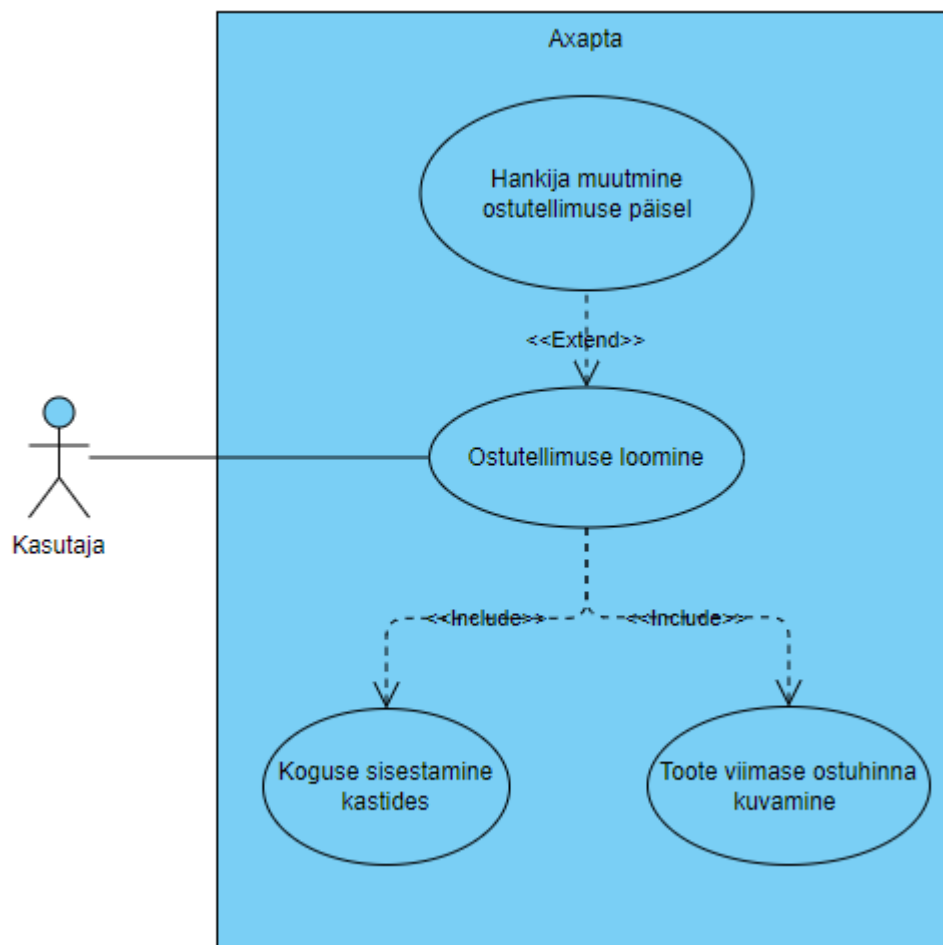 Axapta
Hankija muutmine
ostutellimuse päisel
<<Extend>>
Ostutellimuse loomine
Kasutaja
<<Include>>
<<Include>>
Koguse sisestamine
kastides
Toote viimase ostuhinna
kuvamine